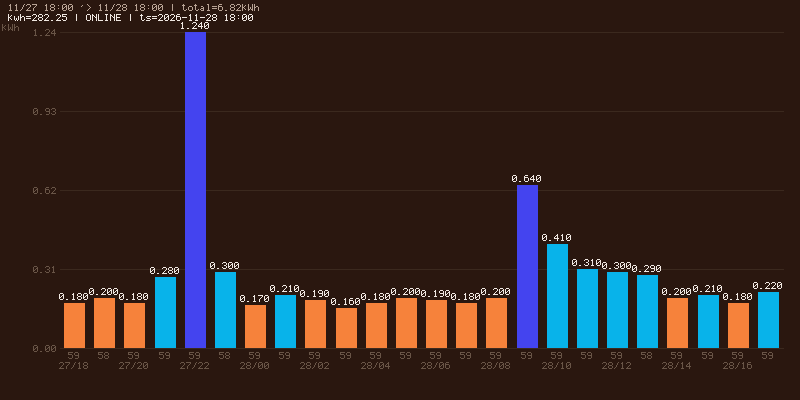 11/27 18:00 -> 11/28 18:00 | total=6.82kWh
Kwh=282.25 | ONLINE | ts=2026-11-28 18:00
kWh
1.24
0.93
0.62
0.31
0.00
0.180 0.200 0.180 0.280 1.240 0.300 0.170 0.210 0.190 0.160 0.180 0.200 0.190 0.180 0.200 0.640 0.410 0.310 0.300 0.290 0.200 0.210 0.180 0.220
59 58 59 59 59 58 59 59 59 59 59 59 59 59 59 59 59 59 59 58 59 59 59 59
27/18 27/20 27/22 28/00 28/02 28/04 28/06 28/08 28/10 28/12 28/14 28/16